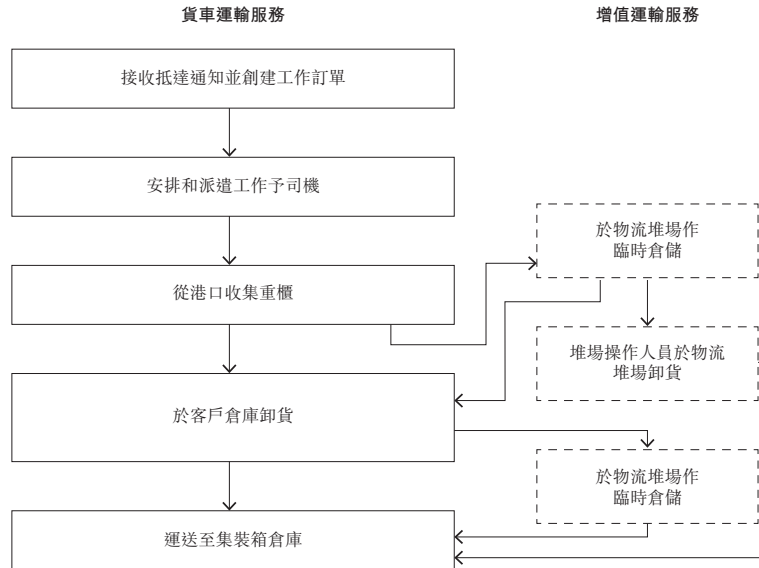 貨車運輸服務
增值運輸服務
接收抵達通知並創建工作訂單
安排和派遣工作予司機
於物流堆場作
臨時倉儲
從港口收集重櫃
堆場操作人員於物流
堆場卸貨
於客戶倉庫卸貨
於物流堆場作
臨時倉儲
運送至集裝箱倉庫